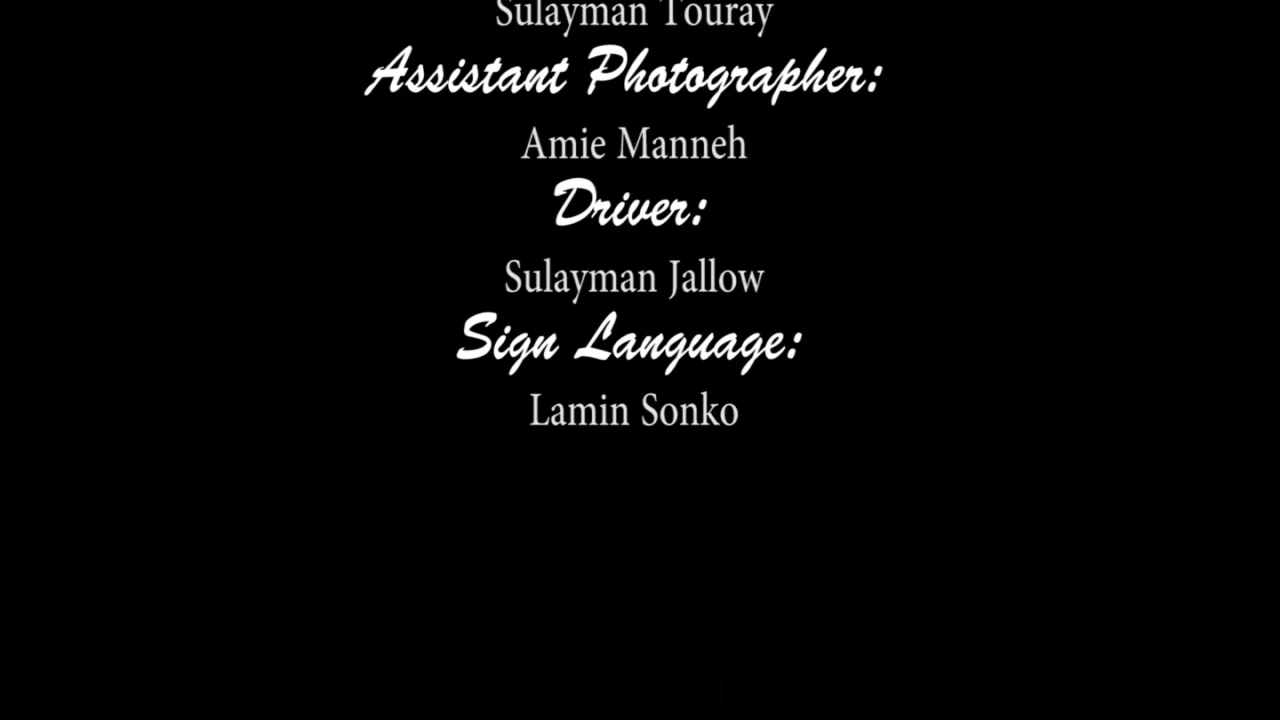 Sulayman Touray
Assistant Photographer:
Amie Manneh
Driver:
Sulayman Jallow
Sign Language:
Lamin Sonko